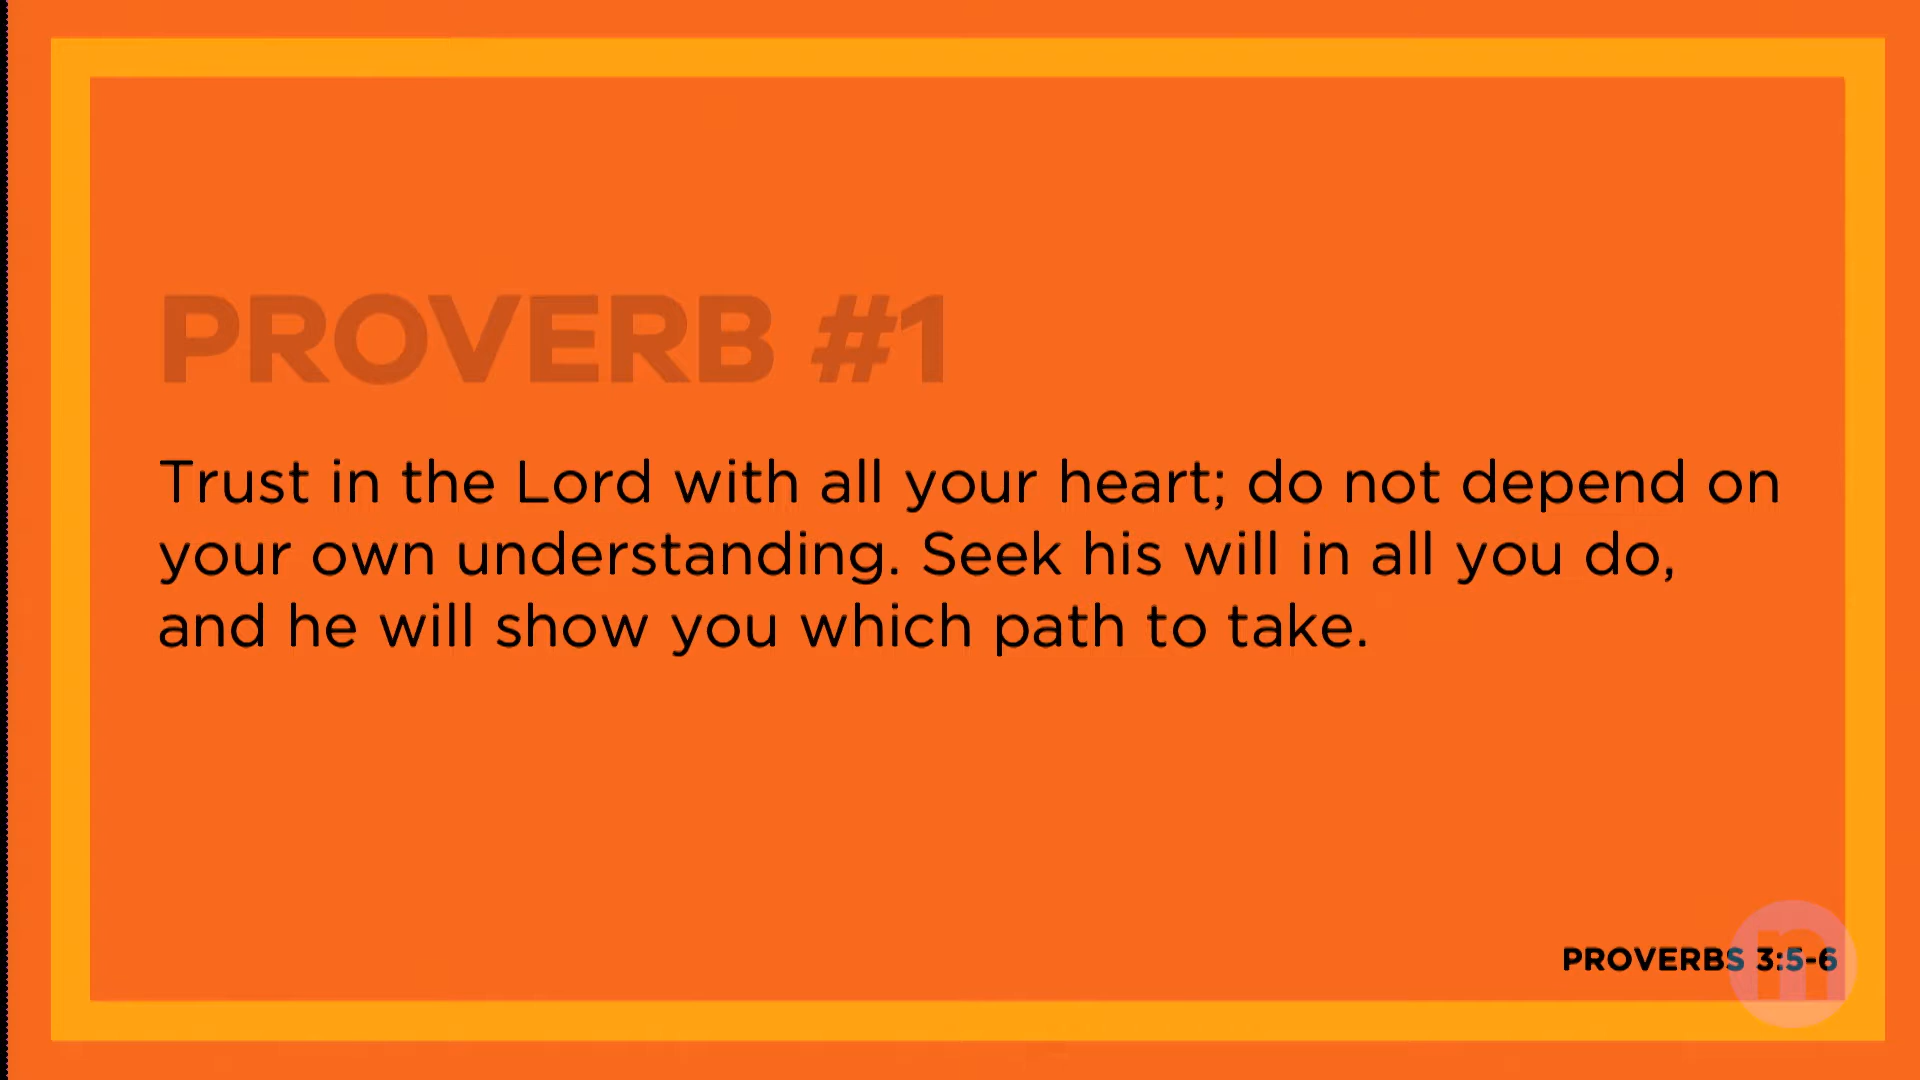 PROVERB #1
Trust in the Lord with all your heart; do not depend on
your own understanding. Seek his will in all you do,
and he will show you which path to take.
PROVERBS 3:5-6
m